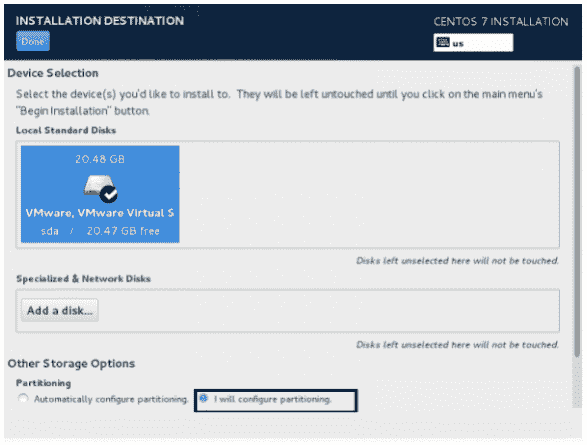 INSTALLATION DESTINATION
CENTOS 7 INSTALLATION
Done
us
Device Selection
Select the device(s) you'd like to install to. They will be left untouched until you click on the main menu's
"Begin Installation" button.
Local Standard Disks
20.48 GB
VMware, VMware Virtual S
sda / 20.47 GB free
Disks left unselected here will not be touched.
Specialized & Network Disks
Add a disk...
Disks left unselected here will not be touched.
Other Storage Options
Partitioning
Automatically configure partitioning.
I will configure partitioning.